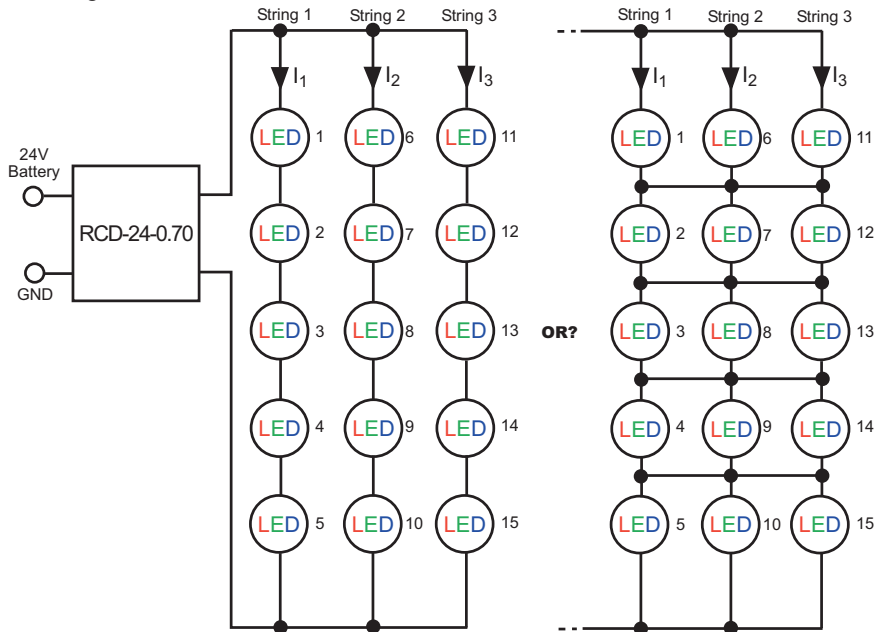 String 1 String 2 String 3 String 1 String 2 String 3
I1 I2 I3 I1 I2 I3
LED 1 LED 6 LED 11 LED 1 LED 6 LED 11
24V
Battery
RCD-24-0.70
GND
LED 2 LED 7 LED 12 LED 2 LED 7 LED 12
LED 3 LED 8 LED 13 OR? LED 3 LED 8 LED 13
LED 4 LED 9 LED 14 LED 4 LED 9 LED 14
LED 5 LED 10 LED 15 LED 5 LED 10 LED 15